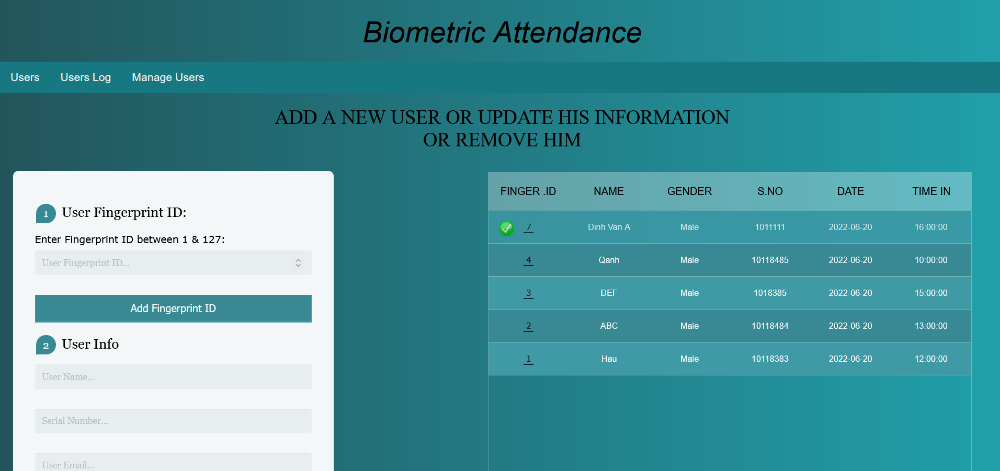 Biometric Attendance
Users Users Log Manage Users
ADD A NEW USER OR UPDATE HIS INFORMATION
OR REMOVE HIM
1 User Fingerprint ID:
Enter Fingerprint ID between 1 & 127:
User Fingerprint ID...
Add Fingerprint ID
2 User Info
User Name...
Serial Number...
User Email...
FINGER .ID NAME GENDER S.NO DATE TIME IN
7 Dinh Van A Male 1011111 2022-06-20 16:00:00
4 Qanh Male 10118485 2022-06-20 10:00:00
3 DEF Male 1018385 2022-06-20 15:00:00
2 ABC Male 10118484 2022-06-20 13:00:00
1 Hau Male 10118383 2022-06-20 12:00:00